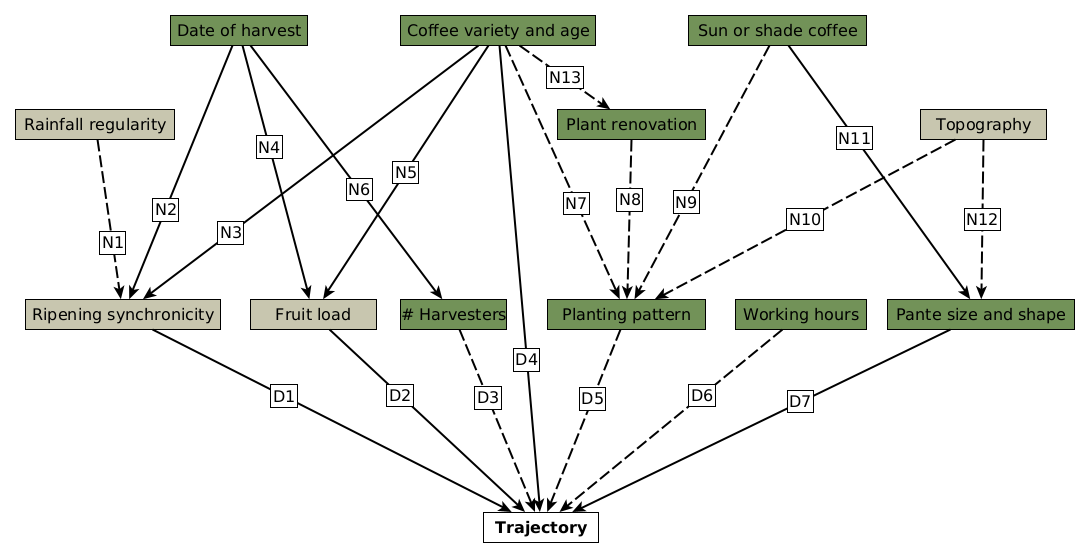 Date of harvest
Coffee variety and age
Sun or shade coffee
N13
Rainfall regularity
Plant renovation
Topography
N11
N4
N5
N6
N8
N9
N7
N2
N10
N12
N3
N1
Ripening synchronicity
Fruit load
# Harvesters
Planting pattern
Working hours
Pante size and shape
D4
D1
D2
D3
D5
D6
D7
Trajectory